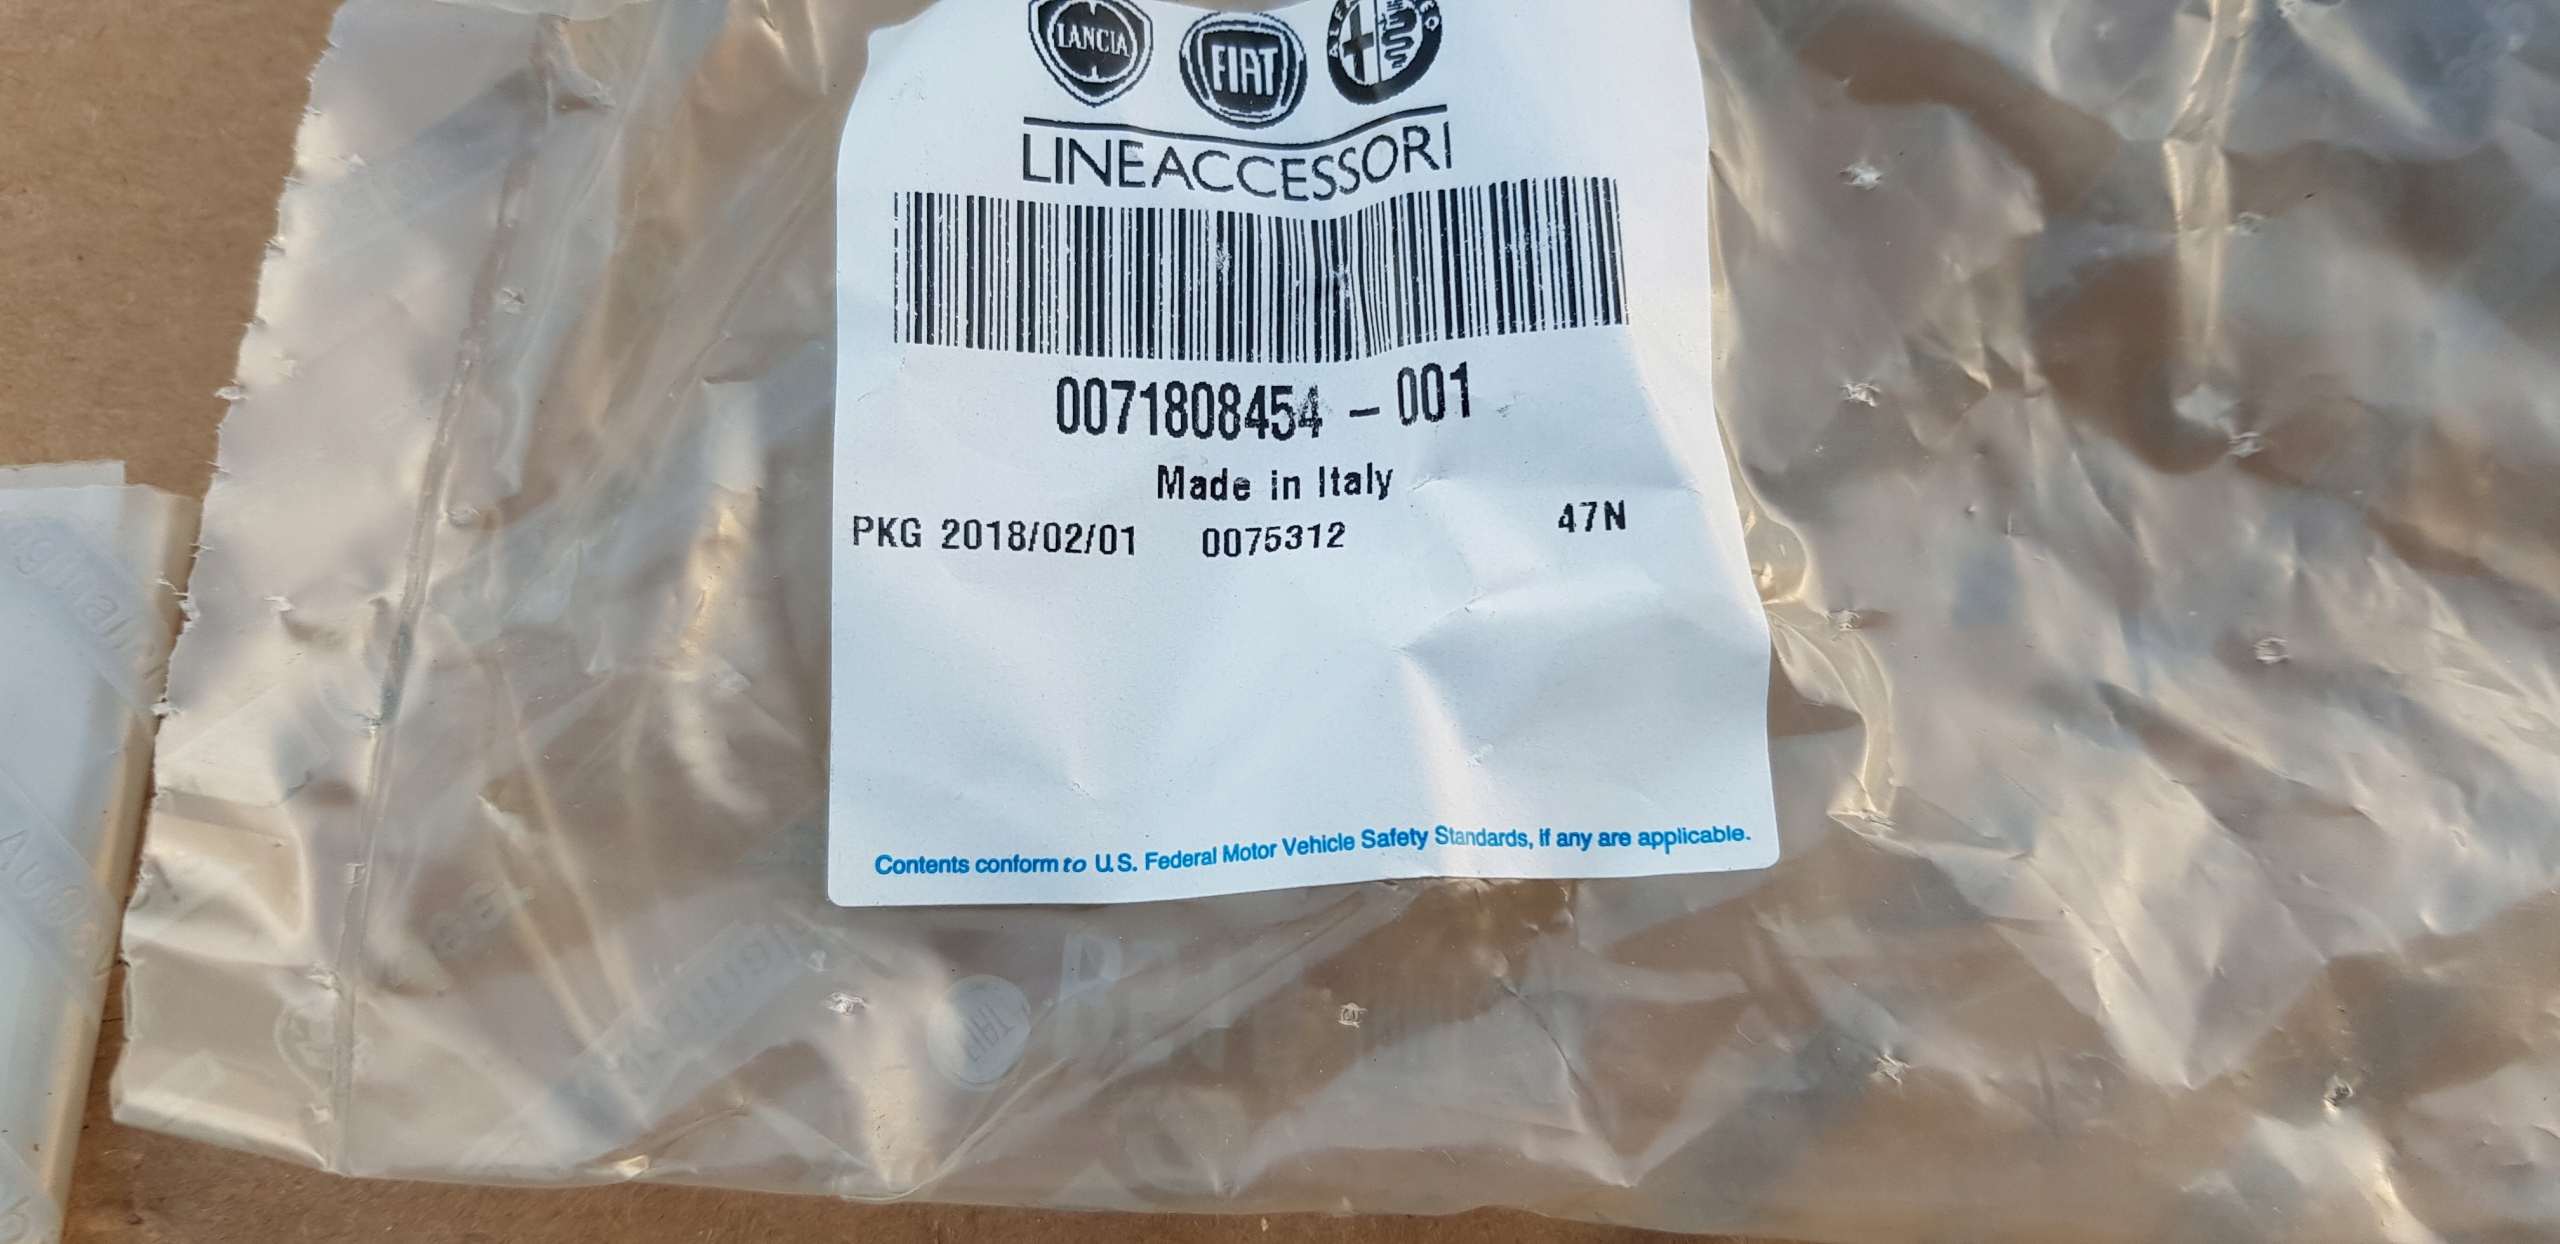 LANCIA
FIAT
LINEACCESSORI
0071808454 - 001
Made in Italy
PKG 2018/02/01 0075312 47N
Contents conform to U.S. Federal Motor Vehicle Safety Standards, if any are applicable.
FIAT